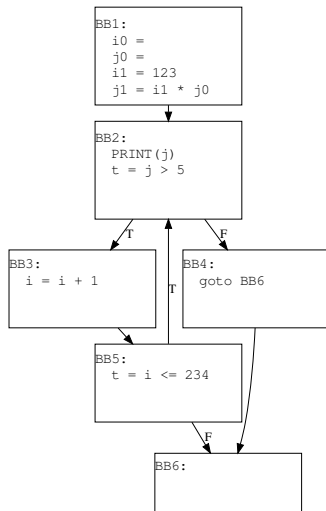 BB1:
i0 =
j0 =
i1 = 123
j1 = i1 * j0
BB2:
PRINT(j)
t = j > 5
T
F
BB3:
i = i + 1
BB4:
goto BB6
T
BB5:
t = i <= 234
F
BB6: